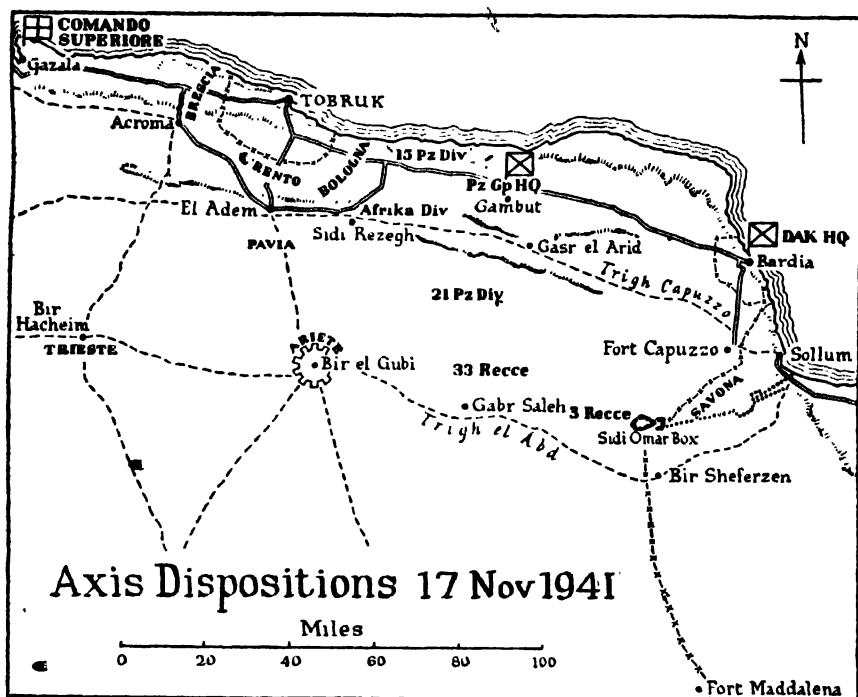 COMANDO
SUPERIORE
N
Gazala
BRESCIA
TOBRUK
Acroma
TRENTO
BOLOGNA
15 Pz Div
Pz Gp HQ
Gambut
El Adem
Afrika Div
DAK HQ
PAVIA
Sidi Rezegh
Gasr el Arid
Bardia
Trigh Capuzzo
21 Pz Div
Bir
Hacheim
TRIESTE
ARIETE
Bir el Gubi
Fort Capuzzo
Sollum
33 Recce
SAVONA
Gabr Saleh
3 Recce
Sidi Omar Box
Trigh el Abd
Bir Sheferzen
Axis Dispositions 17 Nov 1941
Miles
0 20 40 60 80 100
Fort Maddalena